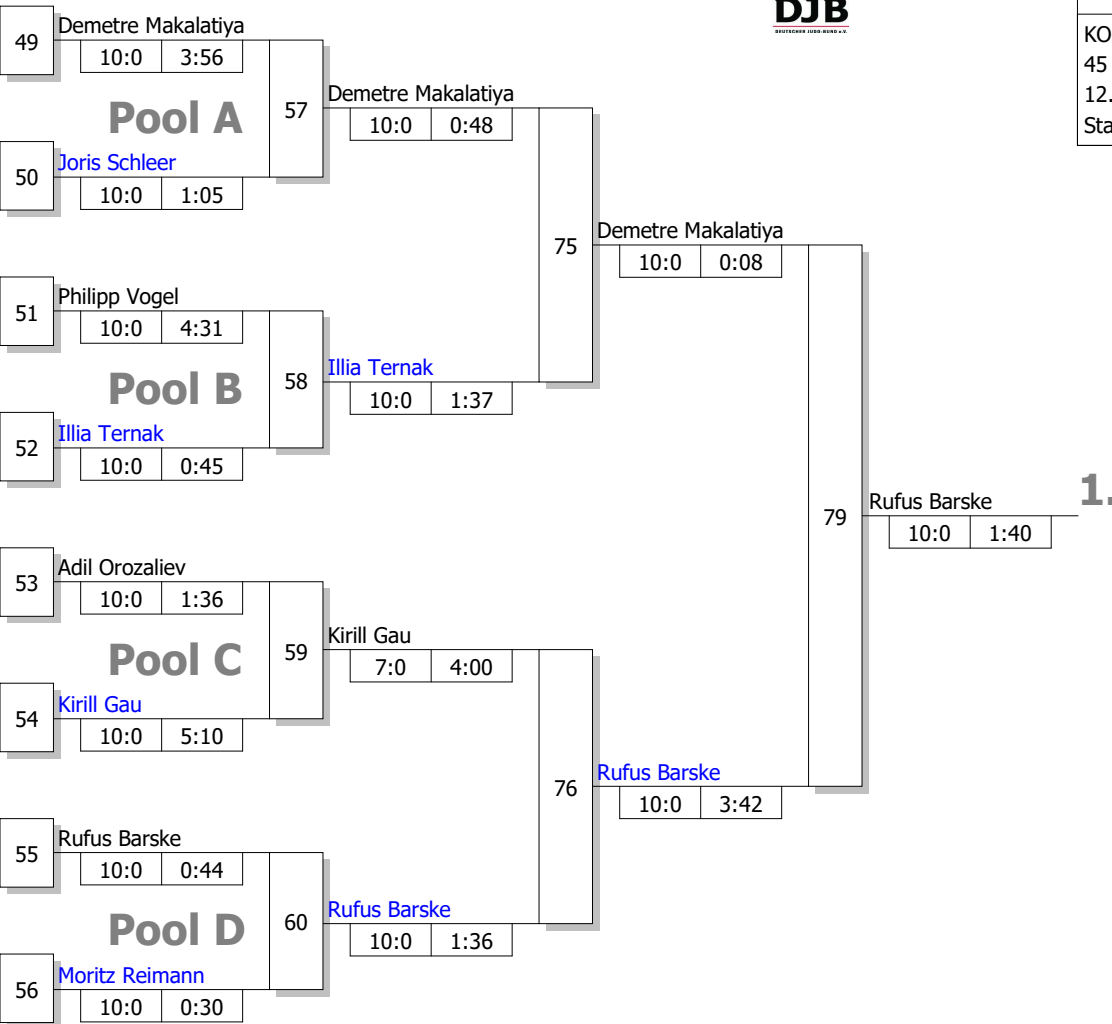 DJB
DEUTSCHER JUDO-BUND e.V.
KO
45
12.
Sta
49
Demetre Makalatiya
10:0 3:56
Pool A
57
Demetre Makalatiya
10:0 0:48
50
Joris Schleer
10:0 1:05
75
Demetre Makalatiya
10:0 0:08
51
Philipp Vogel
10:0 4:31
Pool B
58
Illia Ternak
10:0 1:37
52
Illia Ternak
10:0 0:45
79
Rufus Barske
10:0 1:40
1.
53
Adil Orozaliev
10:0 1:36
Pool C
59
Kirill Gau
7:0 4:00
54
Kirill Gau
10:0 5:10
76
Rufus Barske
10:0 3:42
55
Rufus Barske
10:0 0:44
Pool D
60
Rufus Barske
10:0 1:36
56
Moritz Reimann
10:0 0:30